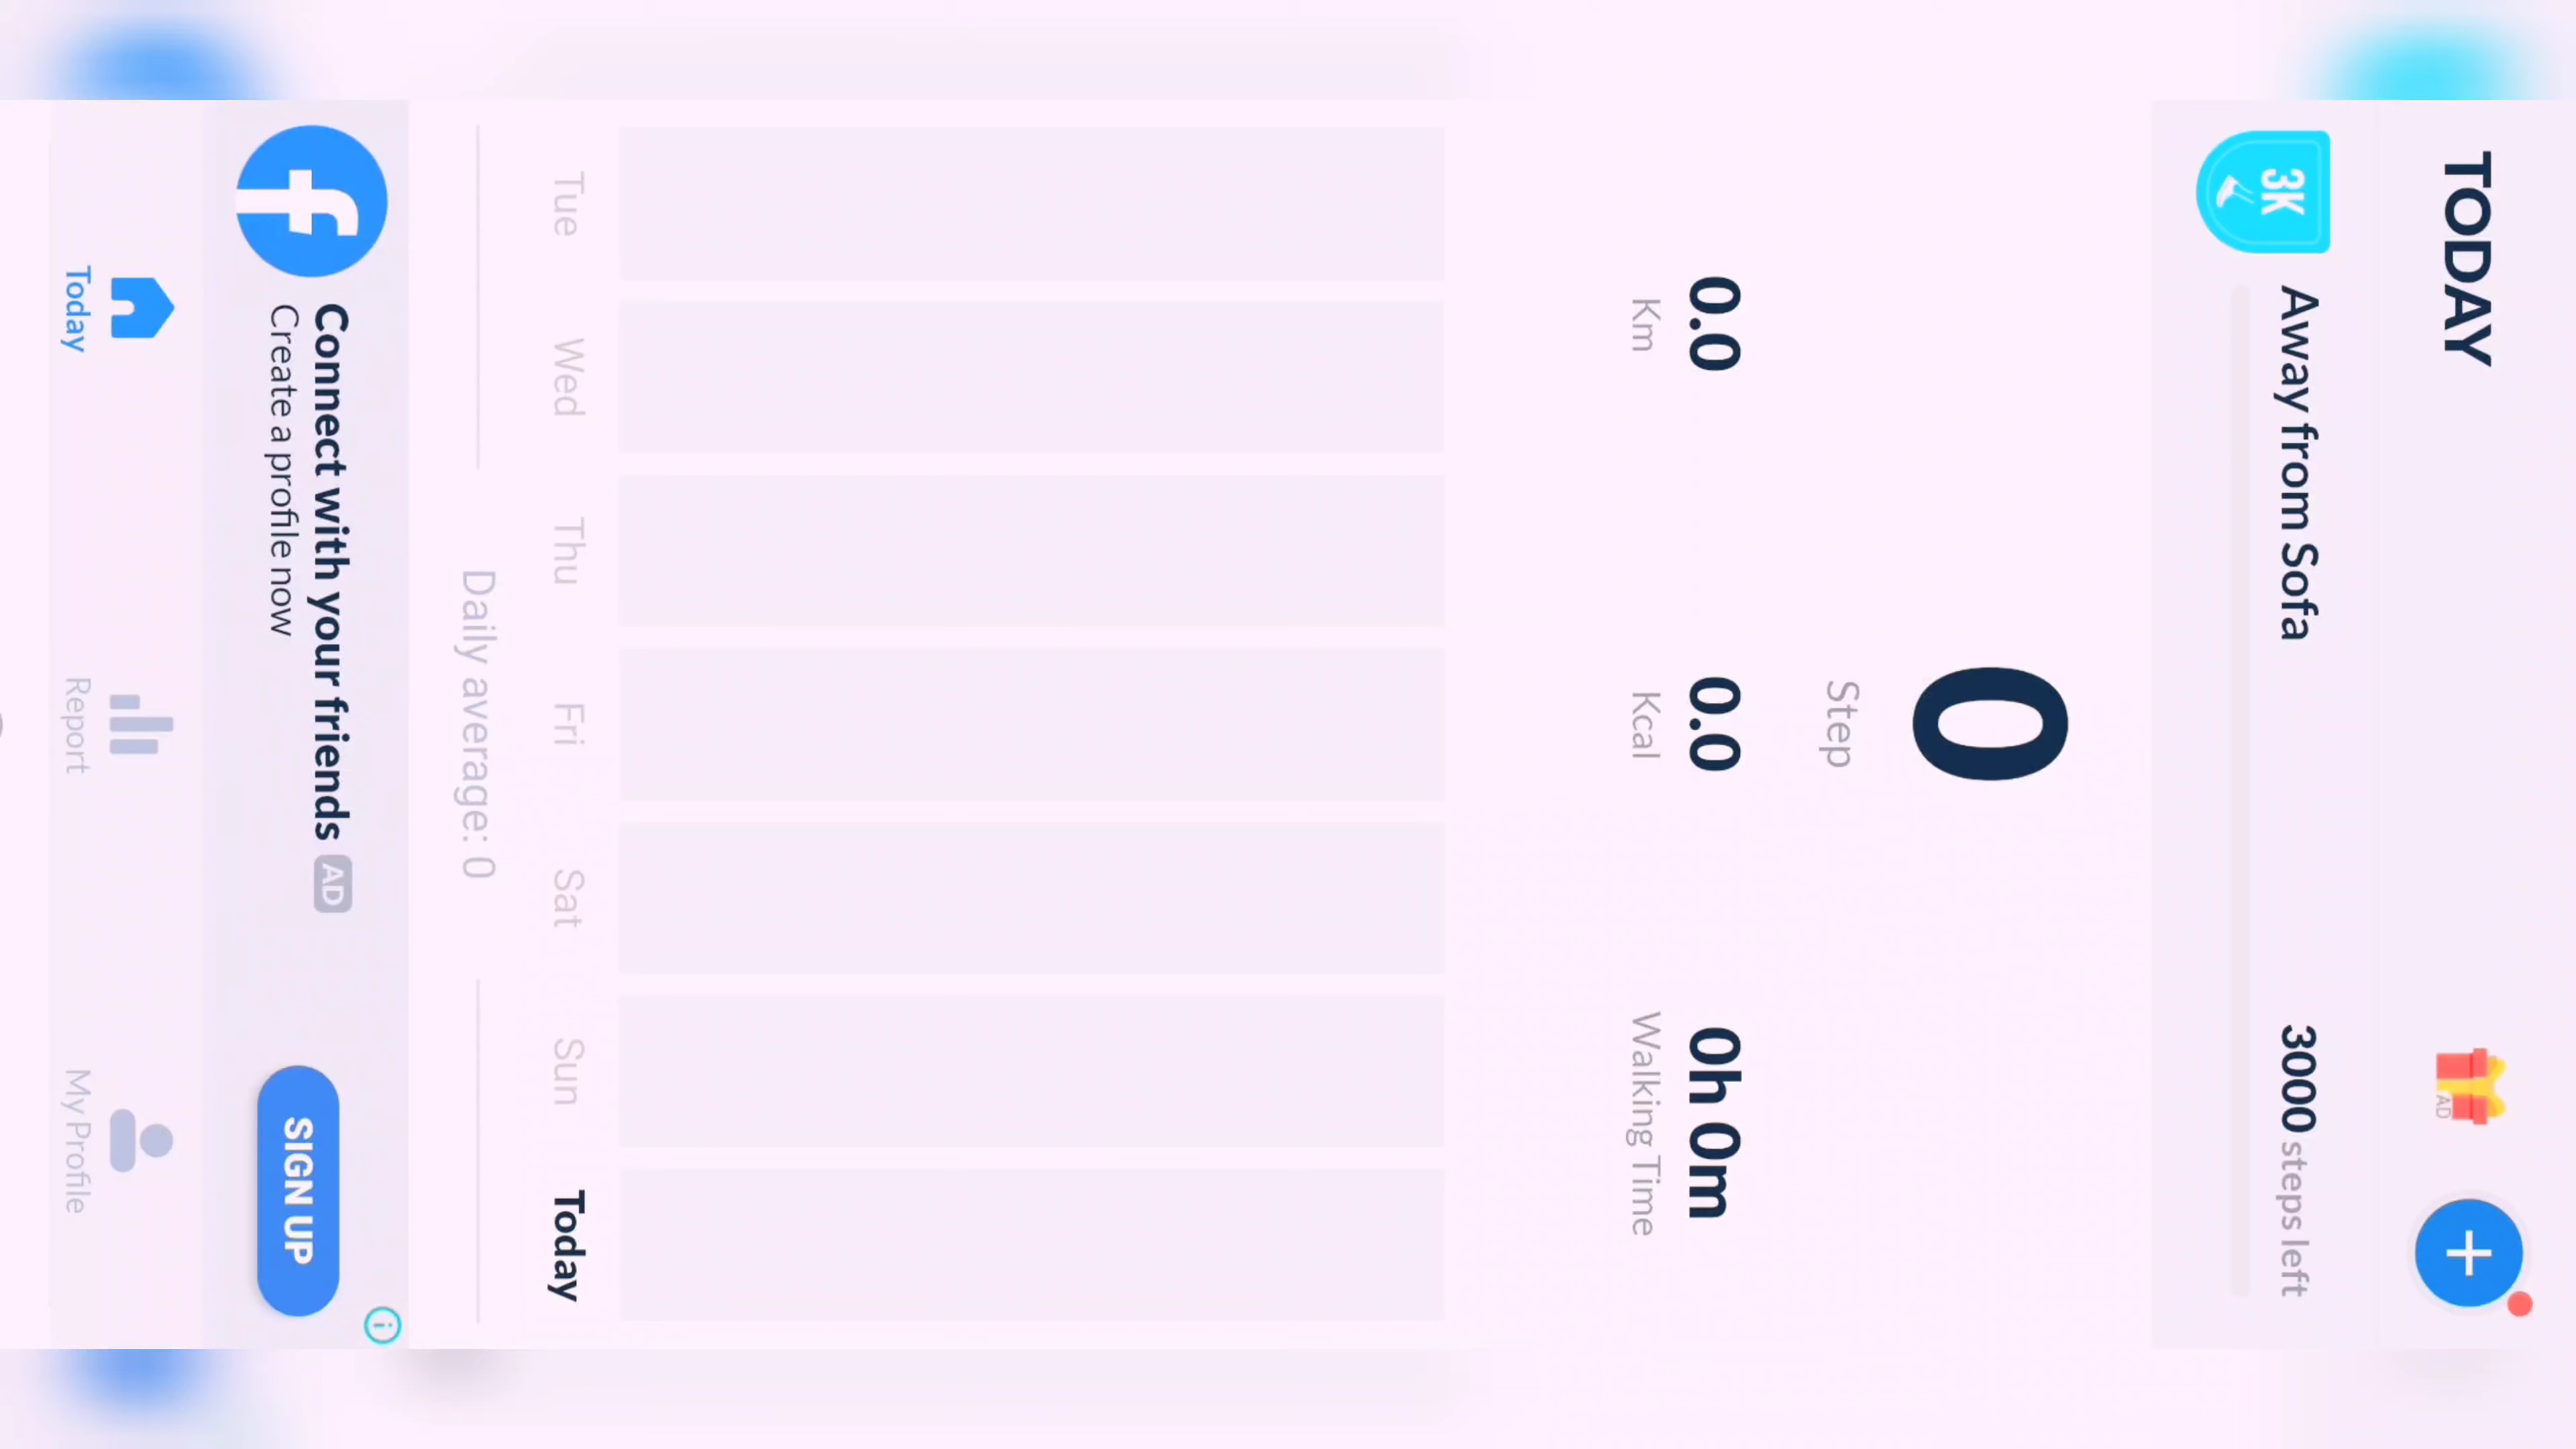 TODAY
AD
3K
Away from Sofa
3000 steps left
0
Step
0.0
0.0
0h 0m
Km
Kcal
Walking Time
Tue
Wed
Thu
Fri
Sat
Sun
Today
Daily average: 0
Connect with your friends AD
Create a profile now
SIGN UP
Today
Report
My Profile